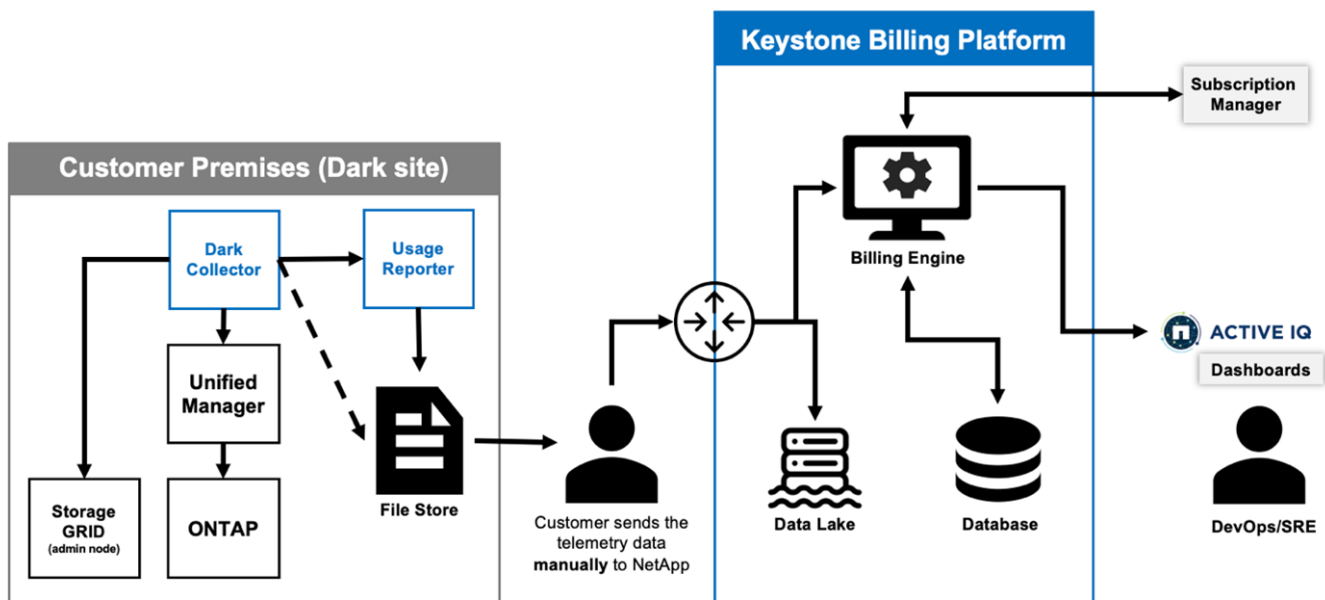 Keystone Billing Platform
Subscription
Manager
Customer Premises (Dark site)
Dark
Collector
Usage
Reporter
Billing Engine
Unified
Manager
ACTIVE IQ
Dashboards
Storage
GRID
(admin node)
ONTAP
File Store
Customer sends the
telemetry data
manually to NetApp
Data Lake
Database
DevOps/SRE